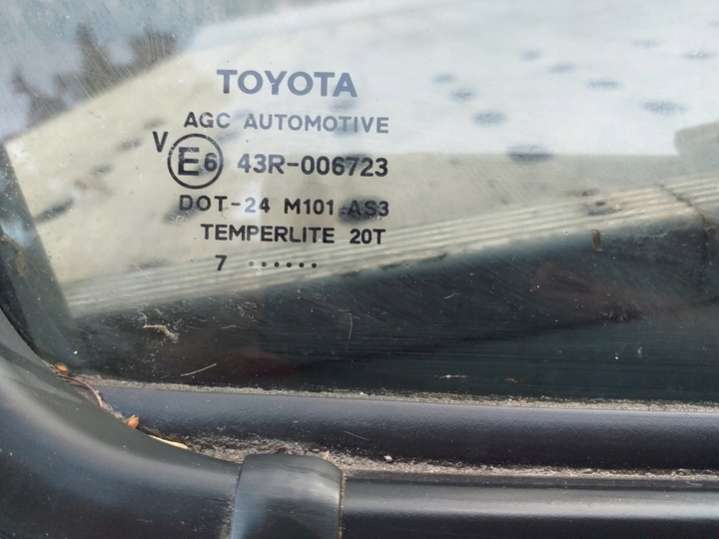 TOYOTA
AGC AUTOMOTIVE
V E6 43R-006723
DOT-24 M101 AS3
TEMPERLITE 20T
7 ......